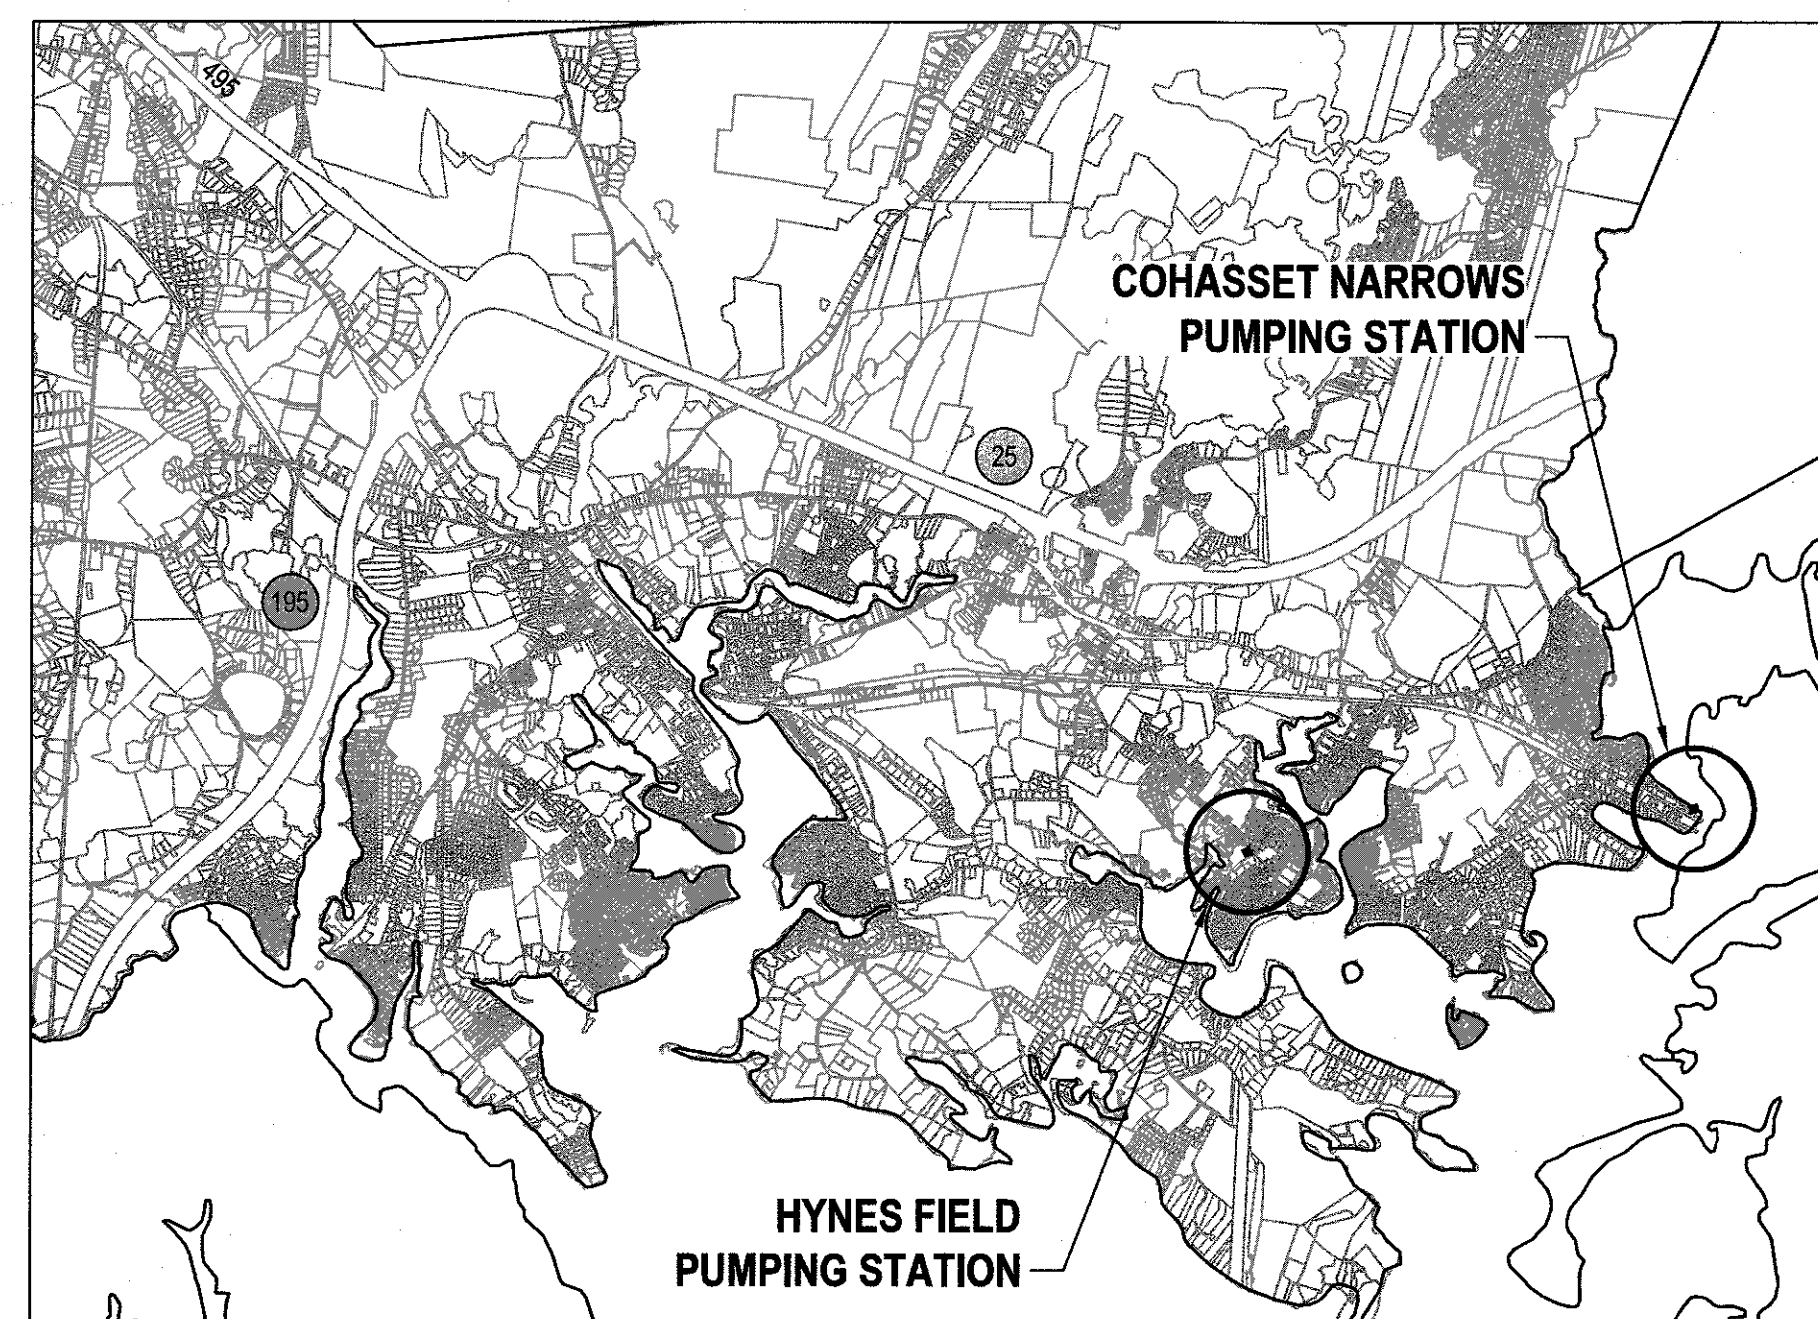 495
COHASSET NARROWS
PUMPING STATION
25
195
HYNES FIELD
PUMPING STATION